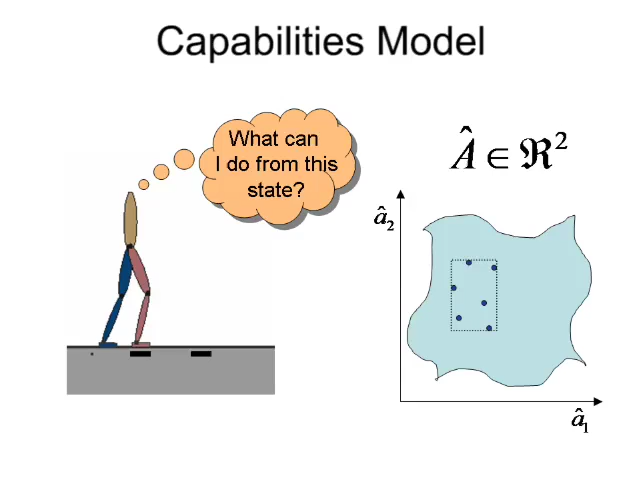 Capabilities Model
What can
I do from this
state?
Â ∈ ℜ²
â₂
â₁